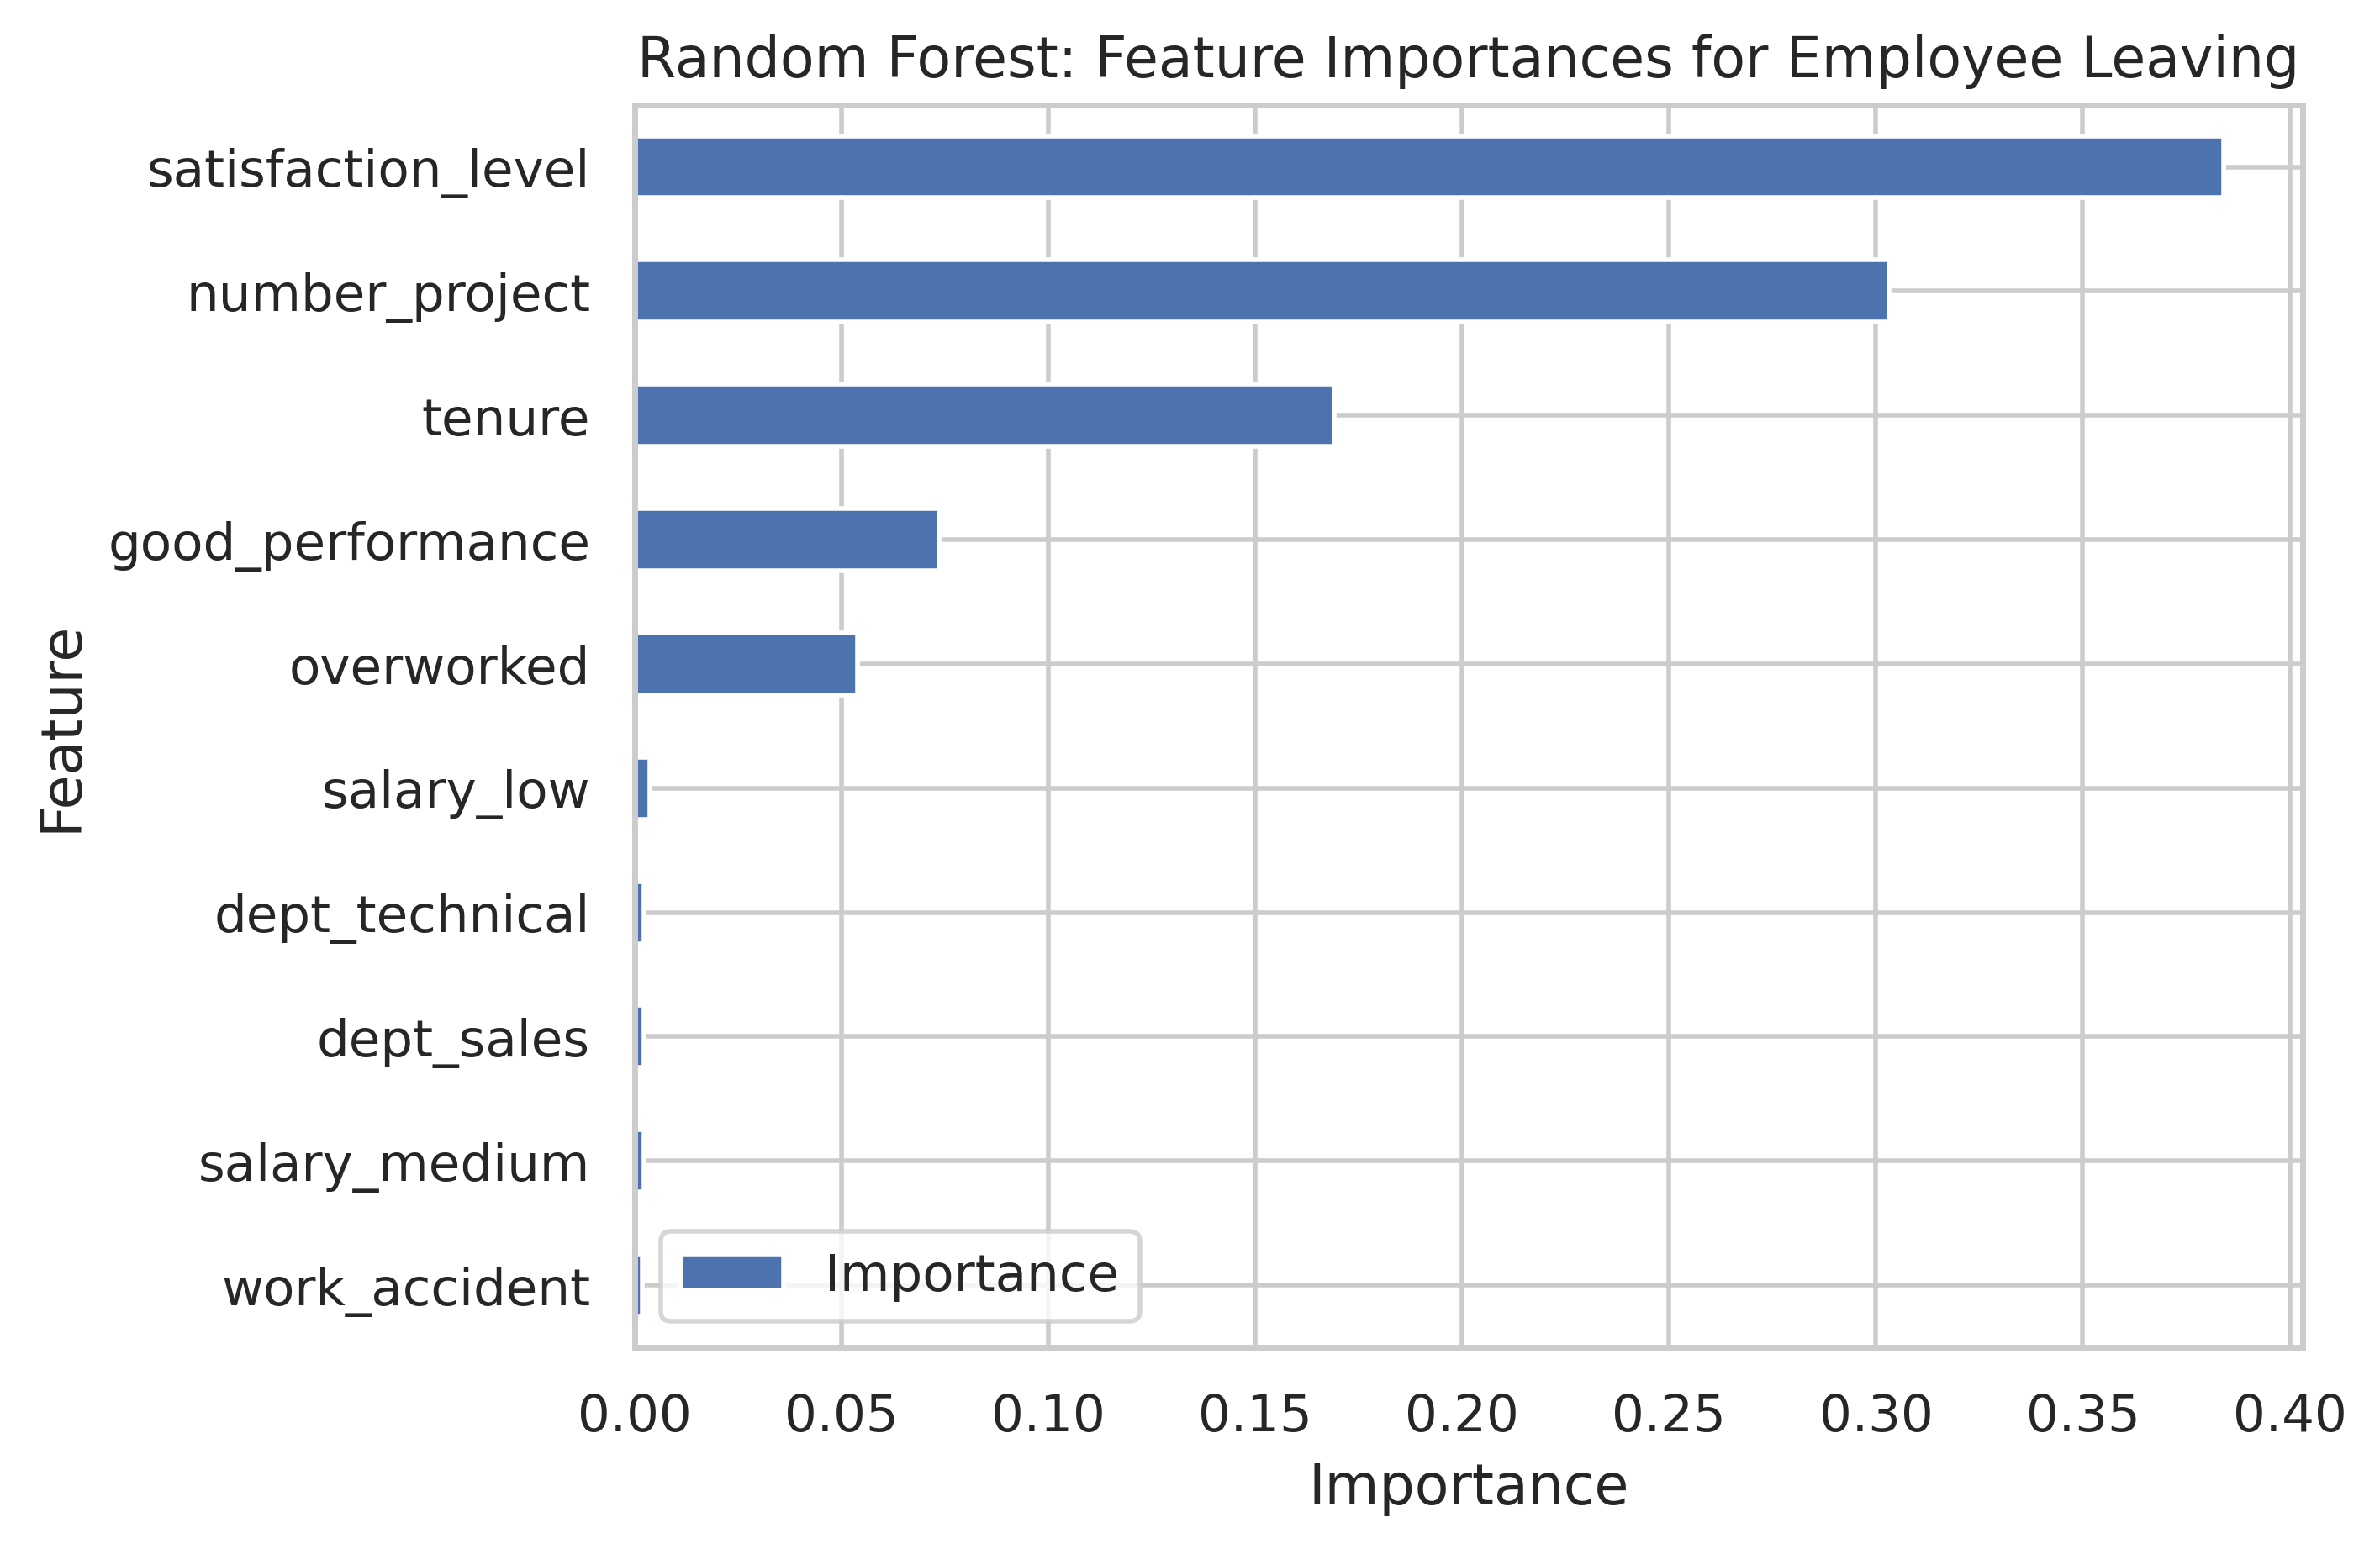 Random Forest: Feature Importances for Employee Leaving
satisfaction_level
number_project
tenure
good_performance
overworked
salary_low
dept_technical
dept_sales
salary_medium
work_accident
Feature
Importance
0.00 0.05 0.10 0.15 0.20 0.25 0.30 0.35 0.40
Importance